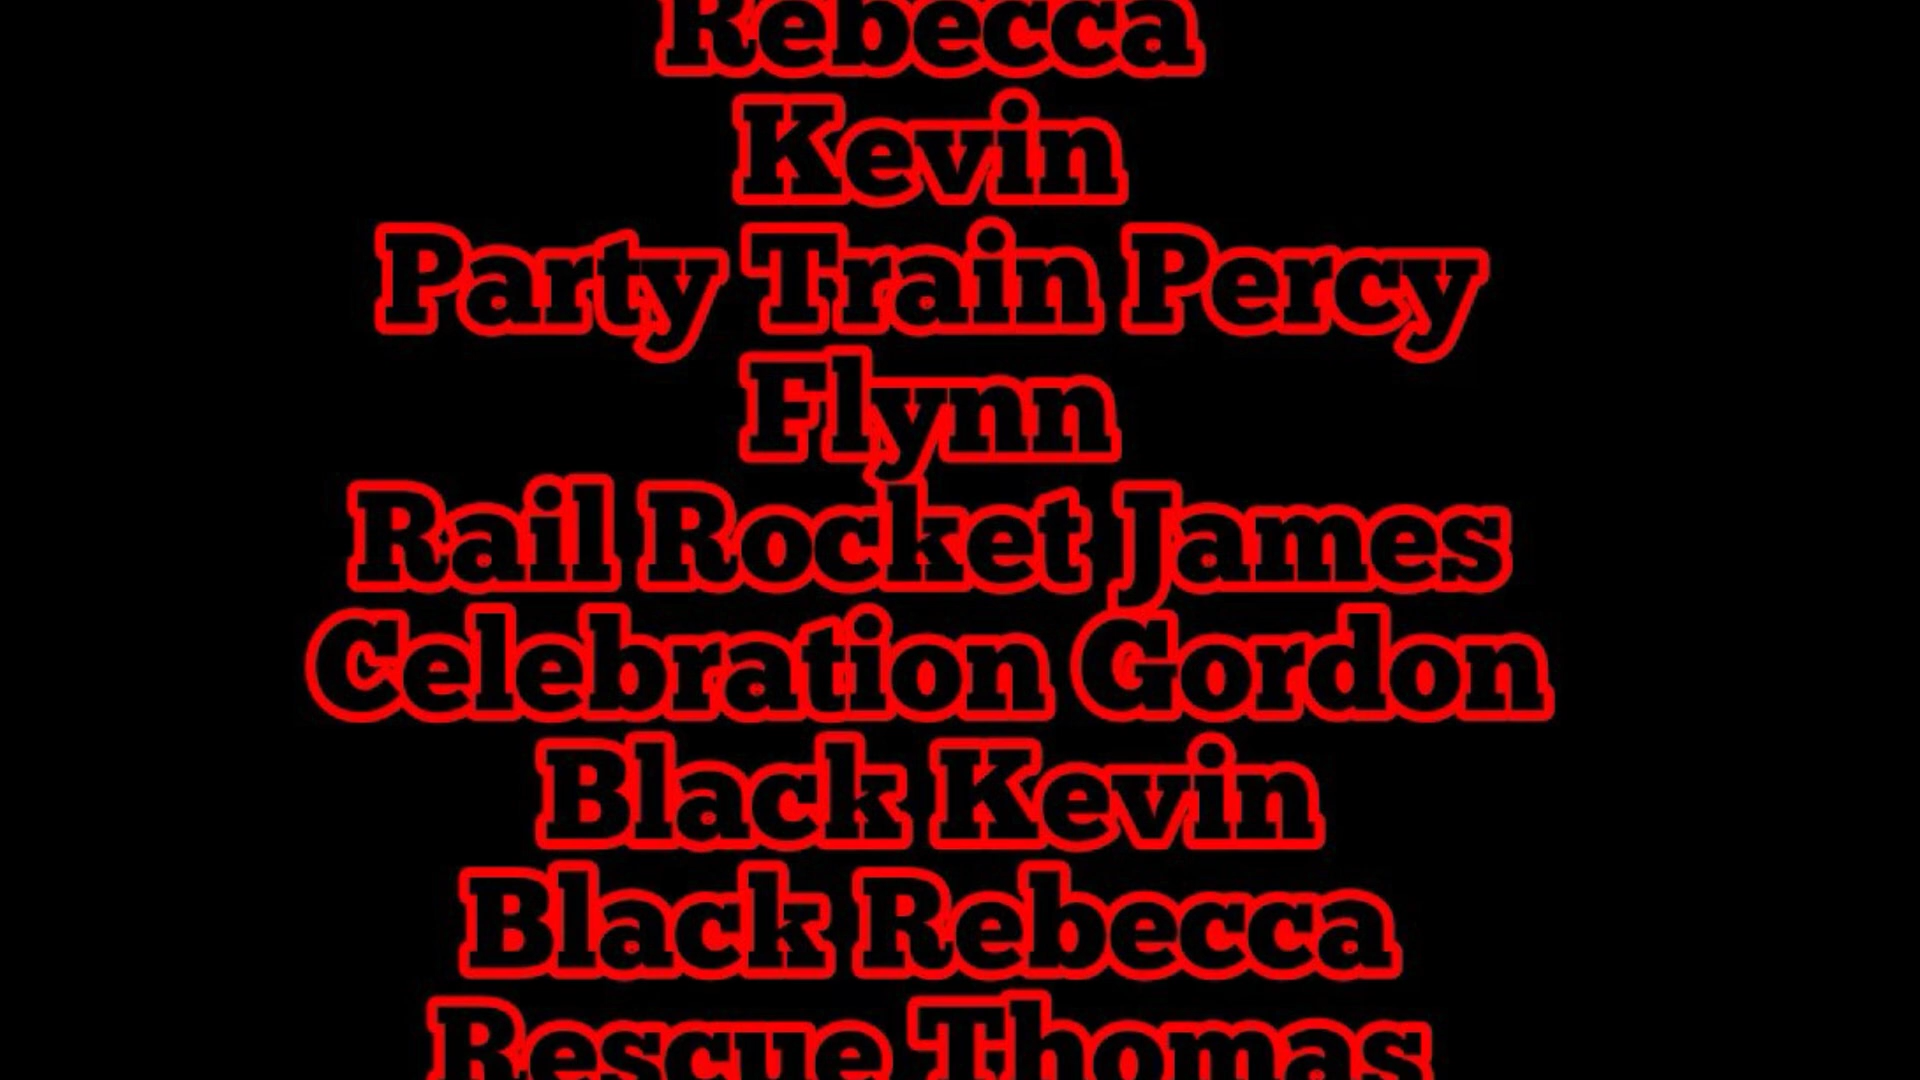 Rebecca
Kevin
Party Train Percy
Flynn
Rail Rocket James
Celebration Gordon
Black Kevin
Black Rebecca
Rescue Thomas